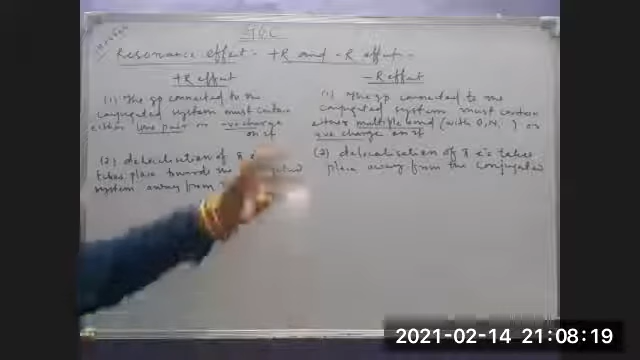 GOC
Resonance effect - +R and -R effect -
+R effect
(1) The gp connected to the
conjugated system must contain
either lone pair or -ve charge
on it
(2) delocalisation of π e
takes place towards the
system away from
-R effect
(1) The gp connected to the
conjugated system must contain
either multiple bond (with O,N, ) or
+ve charge on it
(2) delocalisation of π e's takes
place away from the conjugated
2021-02-14 21:08:19